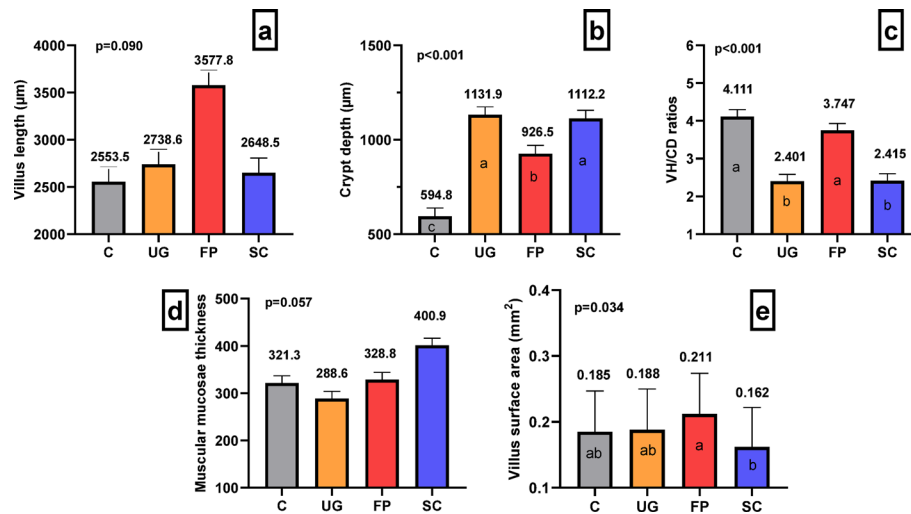 a
p=0.090
Villus length (µm)
4000
3500
3000
2500
2000
2553.5
2738.6
3577.8
2648.5
C UG FP SC
b
p<0.001
Crypt depth (µm)
1500
1000
500
594.8
1131.9
926.5
1112.2
c
a
b
a
C UG FP SC
c
p<0.001
VH/CD ratios
6
5
4
3
2
1
4.111
2.401
3.747
2.415
a
b
a
b
C UG FP SC
d
p=0.057
Muscular mucosae thickness
500
400
300
200
100
321.3
288.6
328.8
400.9
C UG FP SC
e
p=0.034
Villus surface area (mm²)
0.4
0.3
0.2
0.1
0.185
0.188
0.211
0.162
ab
ab
a
b
C UG FP SC